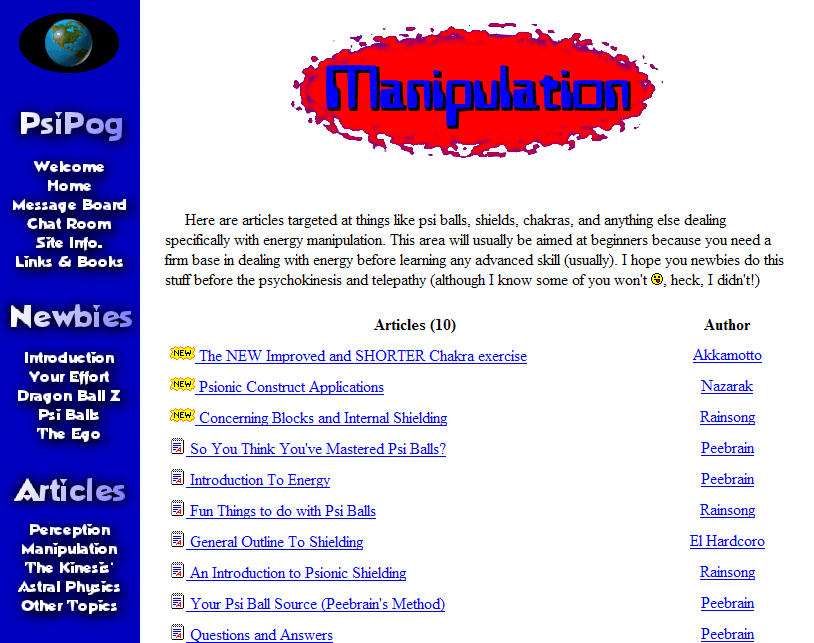 PsiPog
Welcome
Home
Message Board
Chat Room
Site Info.
Links & Books
Newbies
Introduction
Your Effort
Dragon Ball Z
Psi Balls
The Ego
Articles
Perception
Manipulation
The Kinesis'
Astral Physics
Other Topics
Manipulation
Here are articles targeted at things like psi balls, shields, chakras, and anything else dealing
specifically with energy manipulation. This area will usually be aimed at beginners because you need a
firm base in dealing with energy before learning any advanced skill (usually). I hope you newbies do this
stuff before the psychokinesis and telepathy (although I know some of you won't , heck, I didn't!)
Articles (10) Author
NEW The NEW Improved and SHORTER Chakra exercise Akkamotto
NEW Psionic Construct Applications Nazarak
NEW Concerning Blocks and Internal Shielding Rainsong
So You Think You've Mastered Psi Balls? Peebrain
Introduction To Energy Peebrain
Fun Things to do with Psi Balls Rainsong
General Outline To Shielding El Hardcoro
An Introduction to Psionic Shielding Rainsong
Your Psi Ball Source (Peebrain's Method) Peebrain
Questions and Answers Peebrain